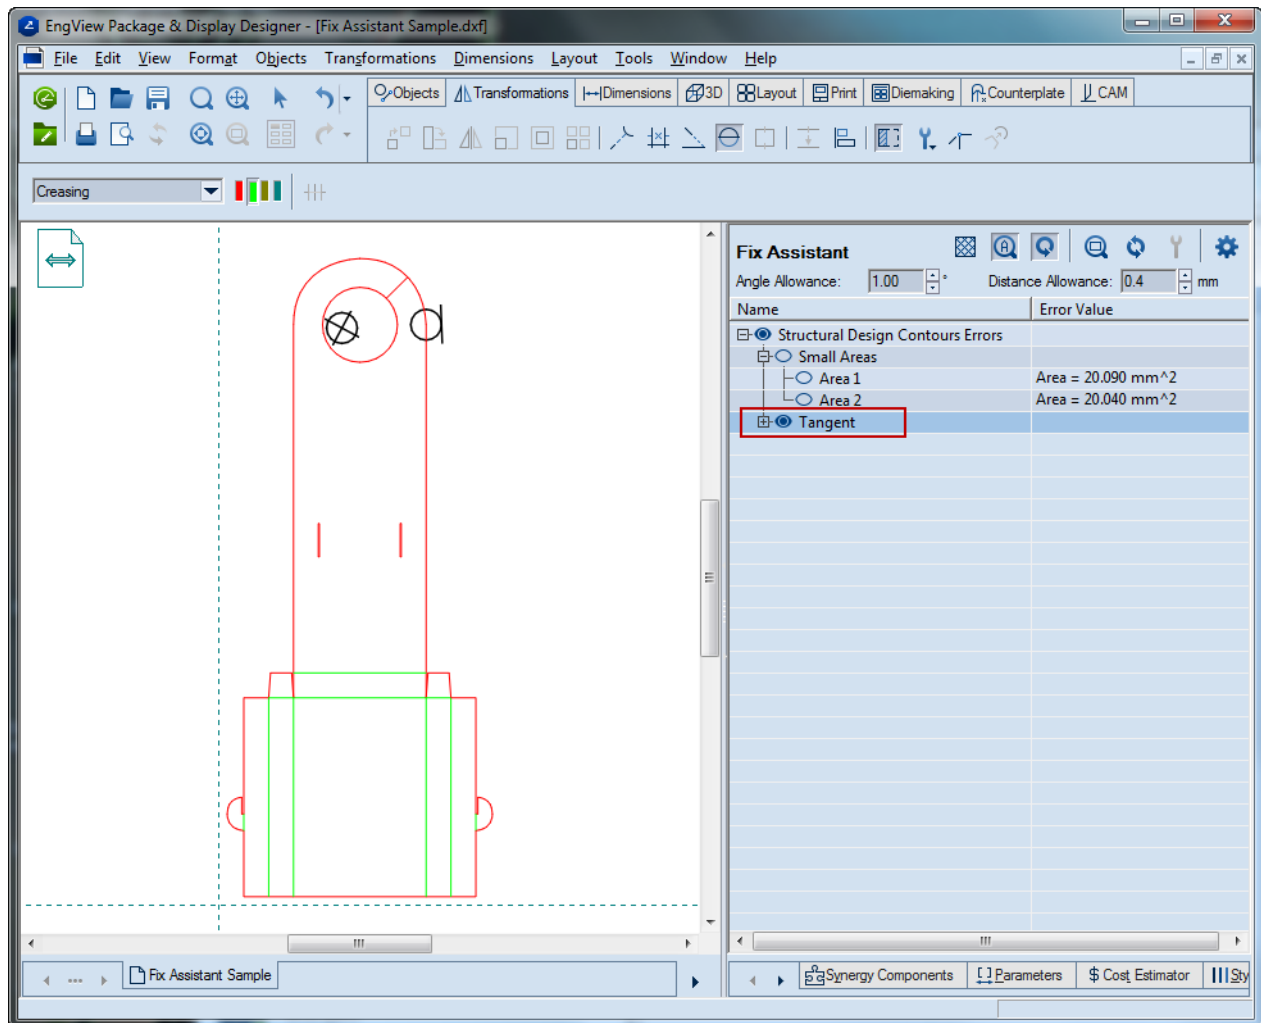 EngView Package & Display Designer - [Fix Assistant Sample.dxf]
File Edit View Format Objects Transformations Dimensions Layout Tools Window Help
Objects Transformations Dimensions 3D Layout Print Diemaking Counterplate CAM
Creasing
Fix Assistant
Angle Allowance: 1.00 ° Distance Allowance: 0.4 mm
Name Error Value
Structural Design Contours Errors
Small Areas
Area 1 Area = 20.090 mm^2
Area 2 Area = 20.040 mm^2
Tangent
Fix Assistant Sample
Synergy Components Parameters $ Cost Estimator Sty